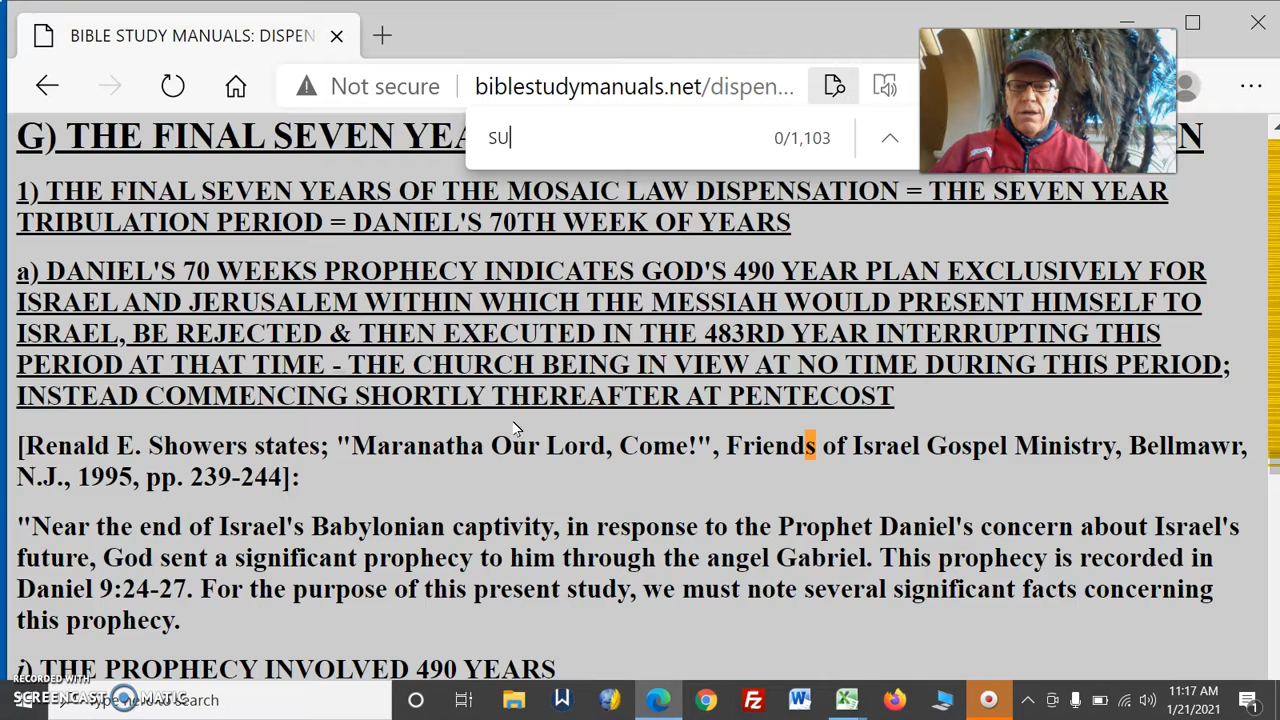 BIBLE STUDY MANUALS: DISPEN
Not secure
biblestudymanuals.net/dispen...
SU
0/1,103
G) THE FINAL SEVEN YEA
N
1) THE FINAL SEVEN YEARS OF THE MOSAIC LAW DISPENSATION = THE SEVEN YEAR
TRIBULATION PERIOD = DANIEL'S 70TH WEEK OF YEARS
a) DANIEL'S 70 WEEKS PROPHECY INDICATES GOD'S 490 YEAR PLAN EXCLUSIVELY FOR
ISRAEL AND JERUSALEM WITHIN WHICH THE MESSIAH WOULD PRESENT HIMSELF TO
ISRAEL, BE REJECTED & THEN EXECUTED IN THE 483RD YEAR INTERRUPTING THIS
PERIOD AT THAT TIME - THE CHURCH BEING IN VIEW AT NO TIME DURING THIS PERIOD;
INSTEAD COMMENCING SHORTLY THEREAFTER AT PENTECOST
[Renald E. Showers states; "Maranatha Our Lord, Come!", Friends of Israel Gospel Ministry, Bellmawr,
N.J., 1995, pp. 239-244]:
"Near the end of Israel's Babylonian captivity, in response to the Prophet Daniel's concern about Israel's
future, God sent a significant prophecy to him through the angel Gabriel. This prophecy is recorded in
Daniel 9:24-27. For the purpose of this present study, we must note several significant facts concerning
this prophecy.
i) THE PROPHECY INVOLVED 490 YEARS
RECORDED WITH
SCREENCAST MATIC
Type here to search
11:17 AM
1/21/2021